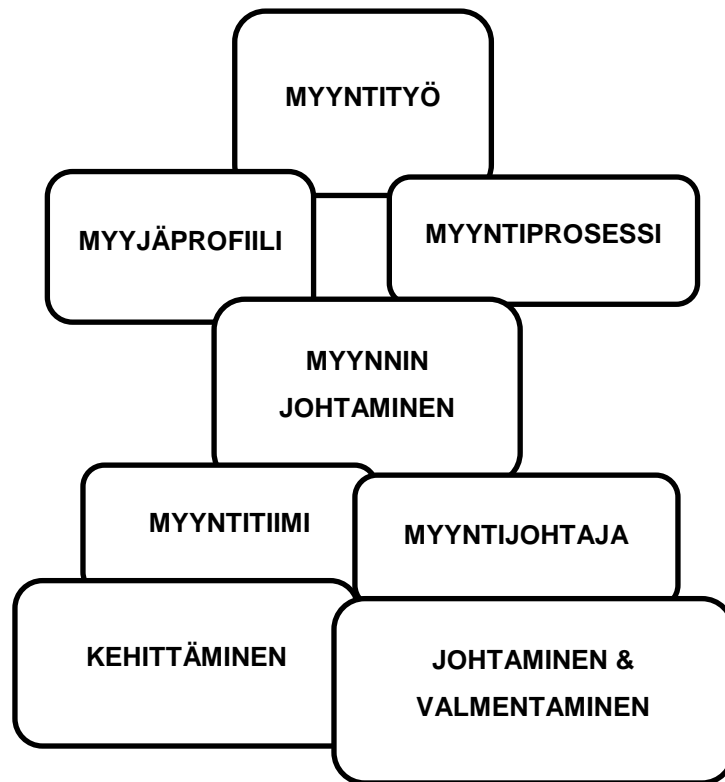 MYYNTITYÖ
MYYJÄPROFIILI
MYYNTIPROSESSI
MYYNNIN
JOHTAMINEN
MYYNTITIIMI
MYYNTIJOHTAJA
KEHITTÄMINEN
JOHTAMINEN &
VALMENTAMINEN